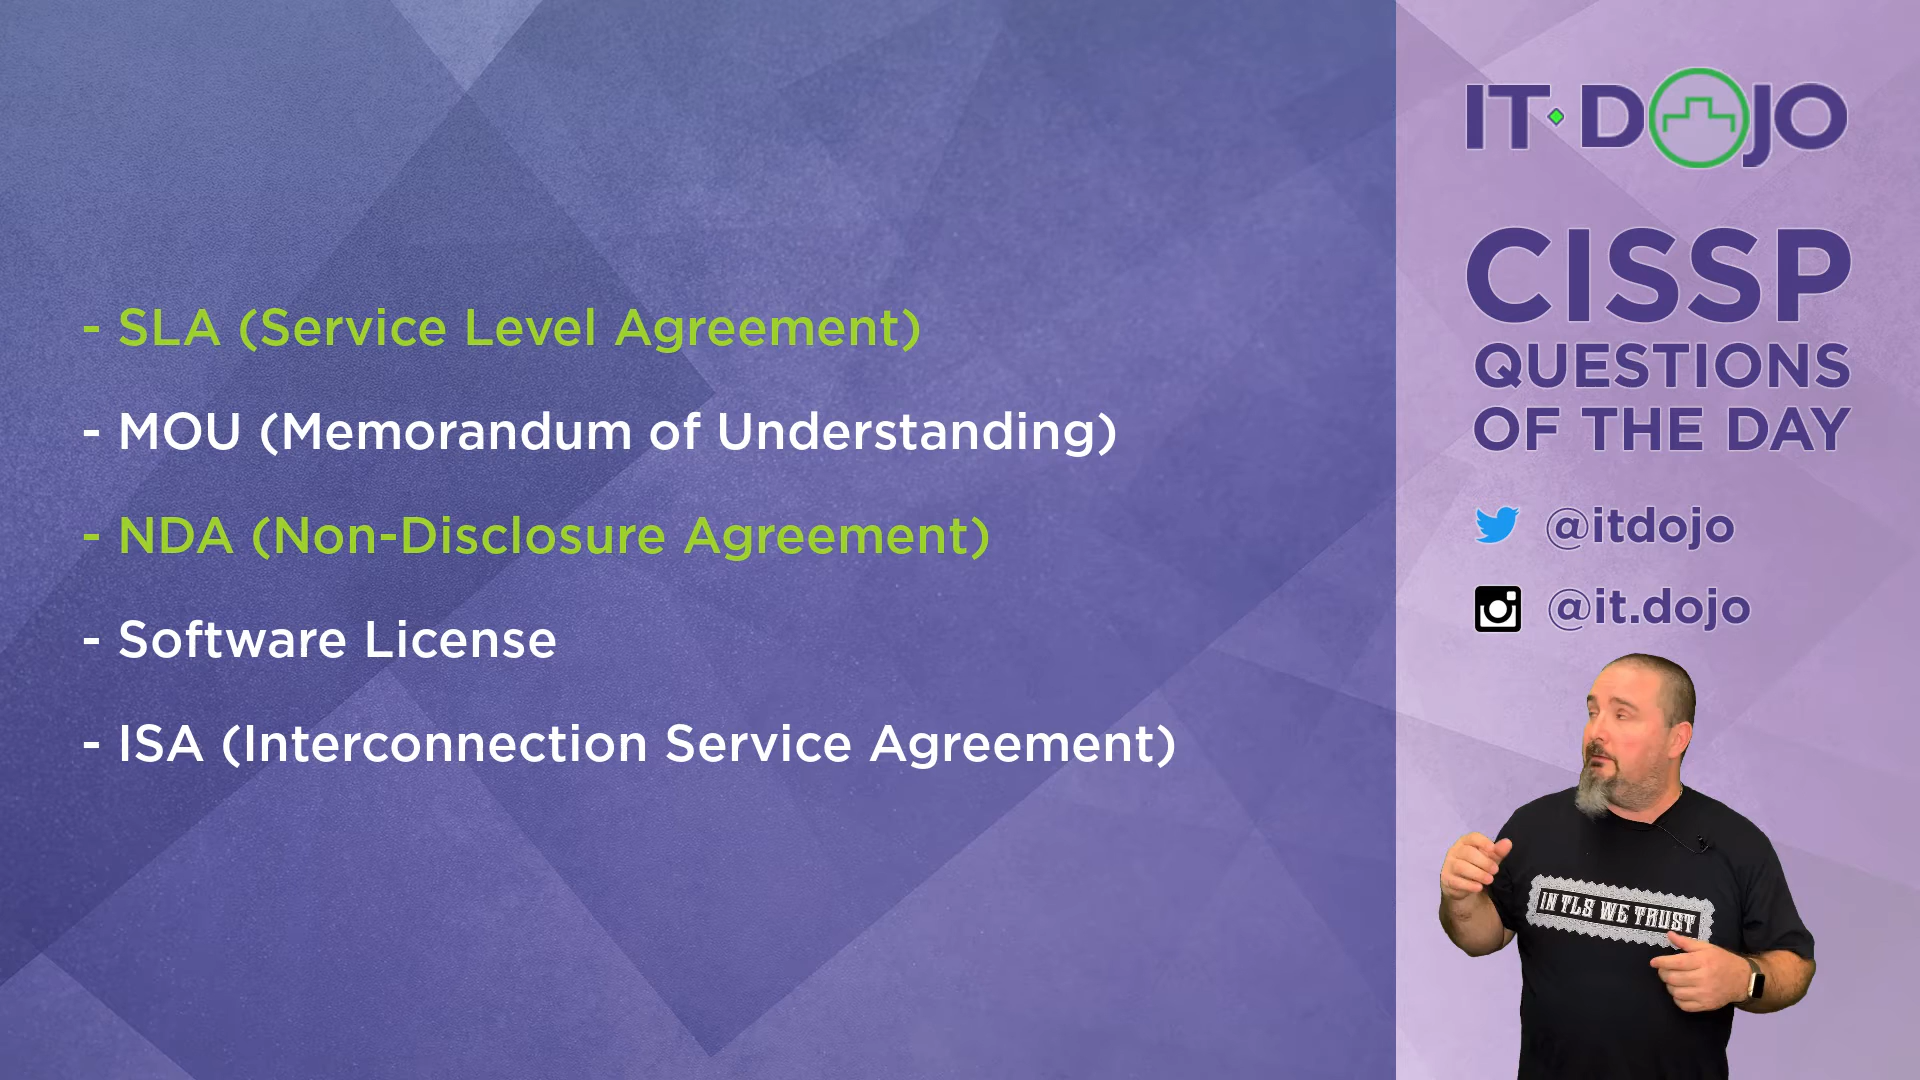 - SLA (Service Level Agreement)
- MOU (Memorandum of Understanding)
- NDA (Non-Disclosure Agreement)
- Software License
- ISA (Interconnection Service Agreement)
IT DOJO
CISSP
QUESTIONS
OF THE DAY
@itdojo
@it.dojo
IN TLS WE TRUST